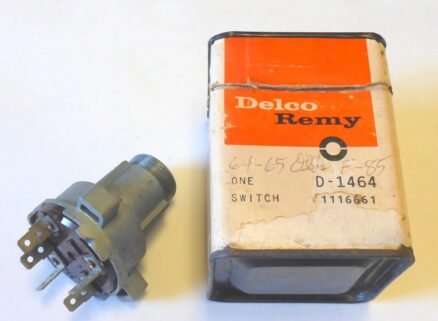 Delco
Remy
64-65 Olds F-85
ONE D-1464
SWITCH 1116661